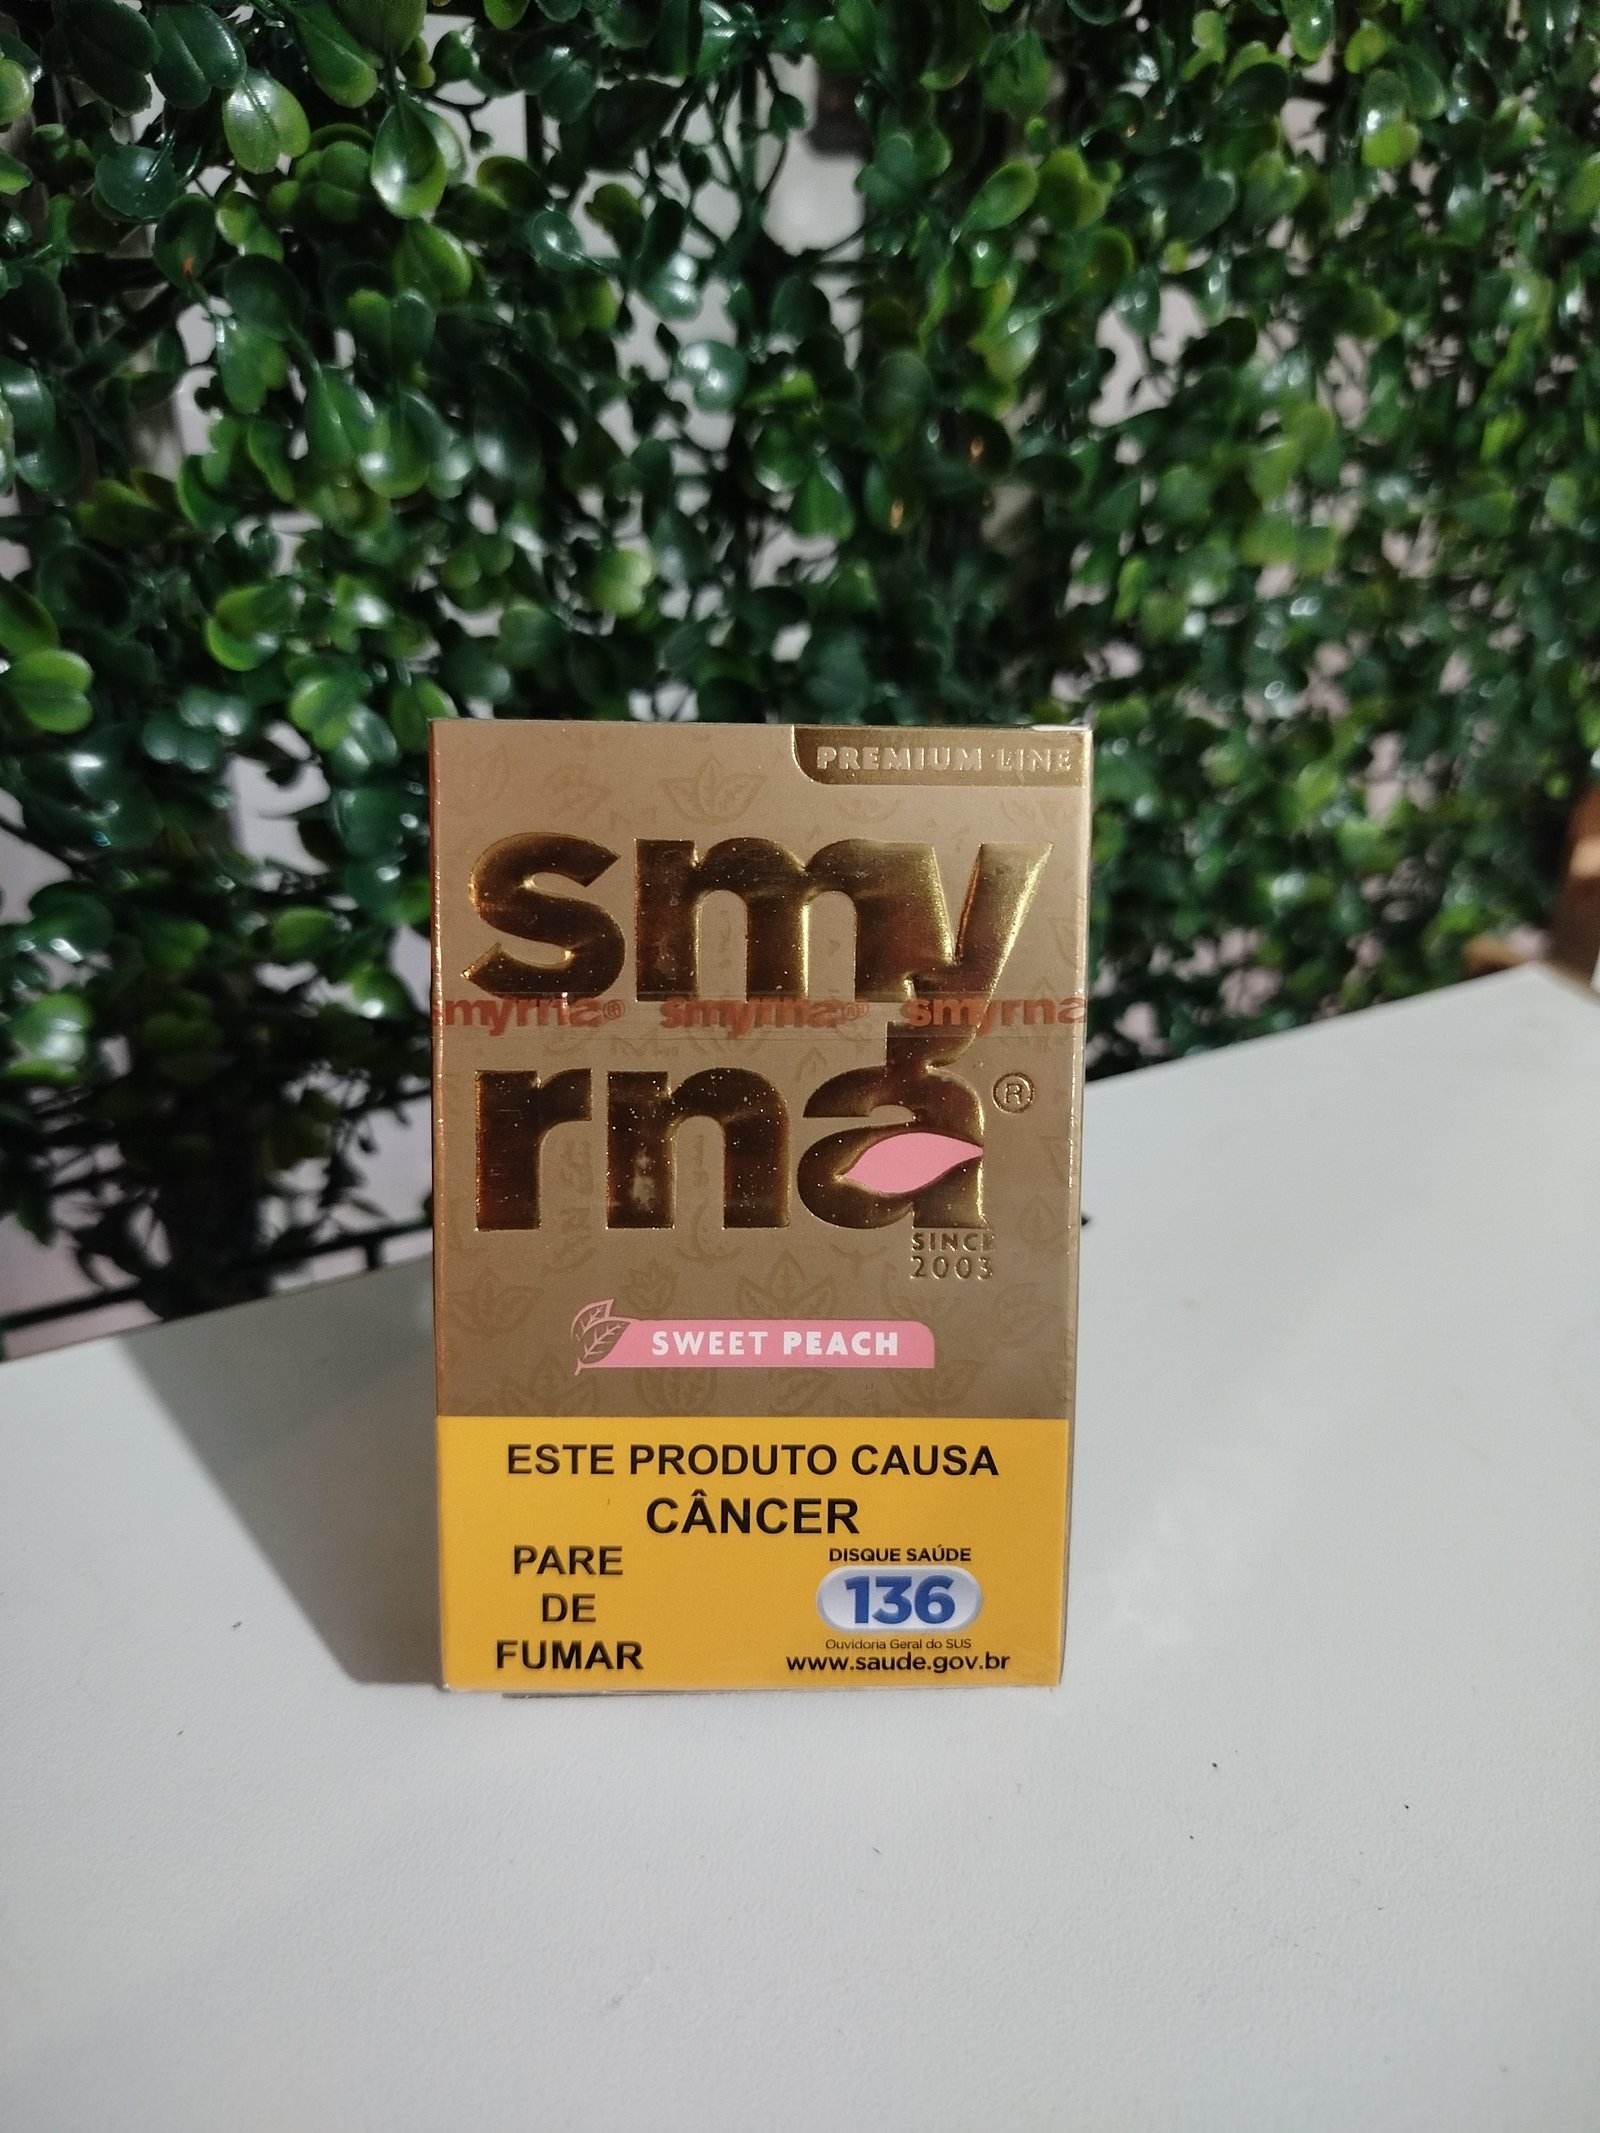 PREMIUM LINE
smy
smyrna® smyrna® smyrna
rna®
SINCE
2003
SWEET PEACH
ESTE PRODUTO CAUSA
CÂNCER
PARE
DE
FUMAR
DISQUE SAÚDE
136
Ouvidoria Geral do SUS
www.saude.gov.br